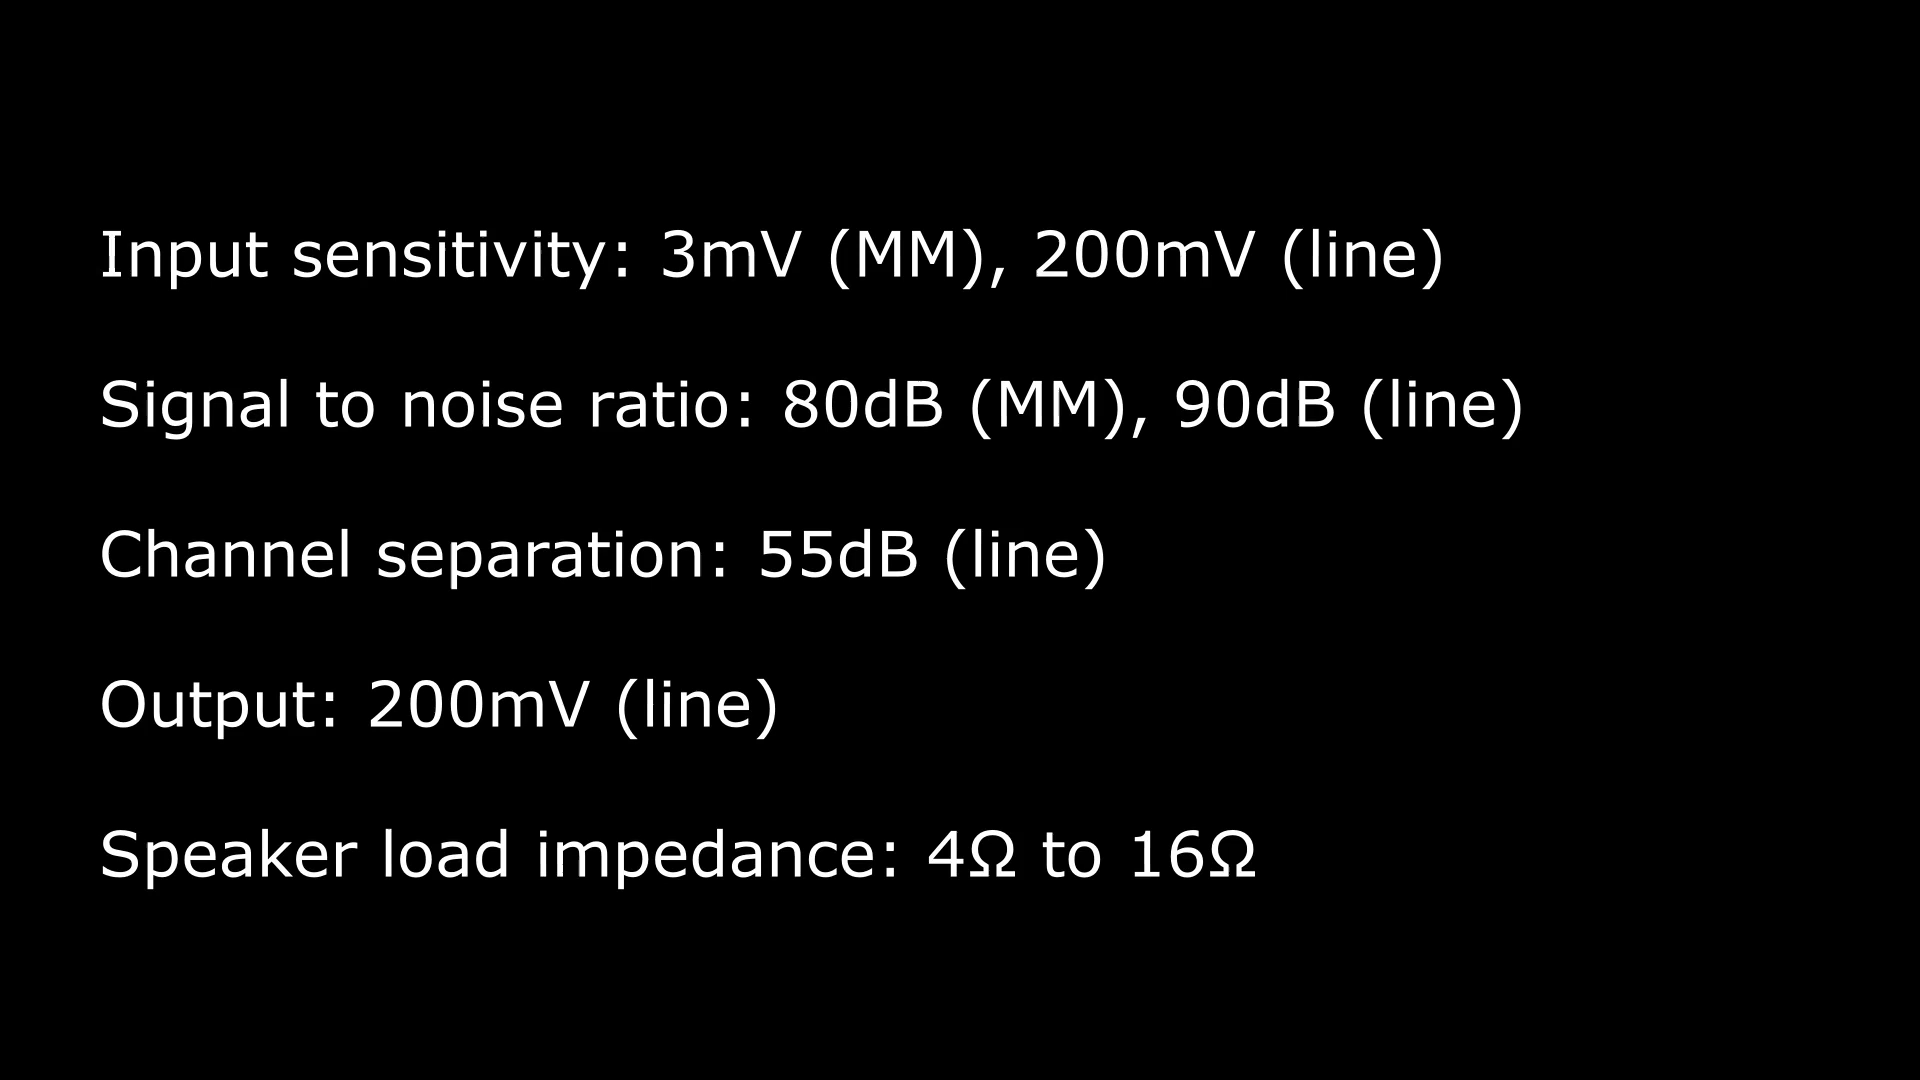 Input sensitivity: 3mV (MM), 200mV (line)
Signal to noise ratio: 80dB (MM), 90dB (line)
Channel separation: 55dB (line)
Output: 200mV (line)
Speaker load impedance: 4Ω to 16Ω